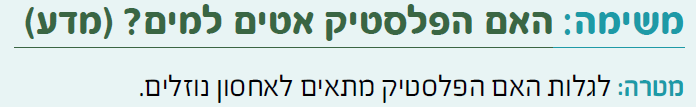 משימה: האם הפלסטיק אטים למים? (מדע)
מטרה: לגלות האם הפלסטיק מתאים לאחסון נוזלים.